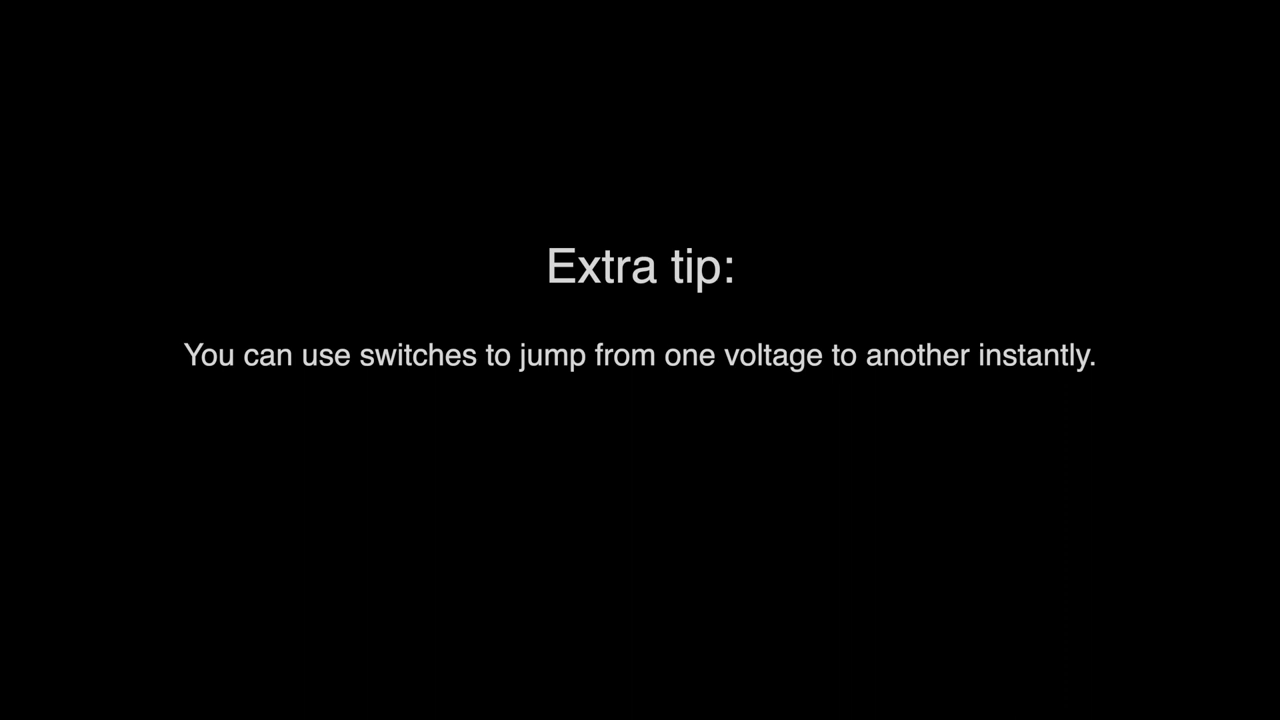 Extra tip:
You can use switches to jump from one voltage to another instantly.